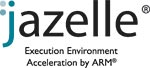 jazelle®
Execution Environment
Acceleration by ARM®